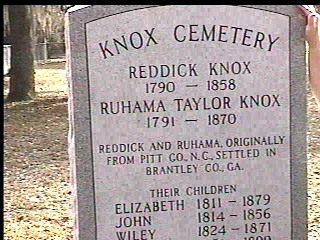 KNOX CEMETERY
REDDICK KNOX
1790 - 1858
RUHAMA TAYLOR KNOX
1791 - 1870
REDDICK AND RUHAMA, ORIGINALLY
FROM PITT CO., N.C., SETTLED IN
BRANTLEY CO., GA.
THEIR CHILDREN
ELIZABETH 1811 - 1879
JOHN 1814 - 1856
WILEY 1824 - 1871